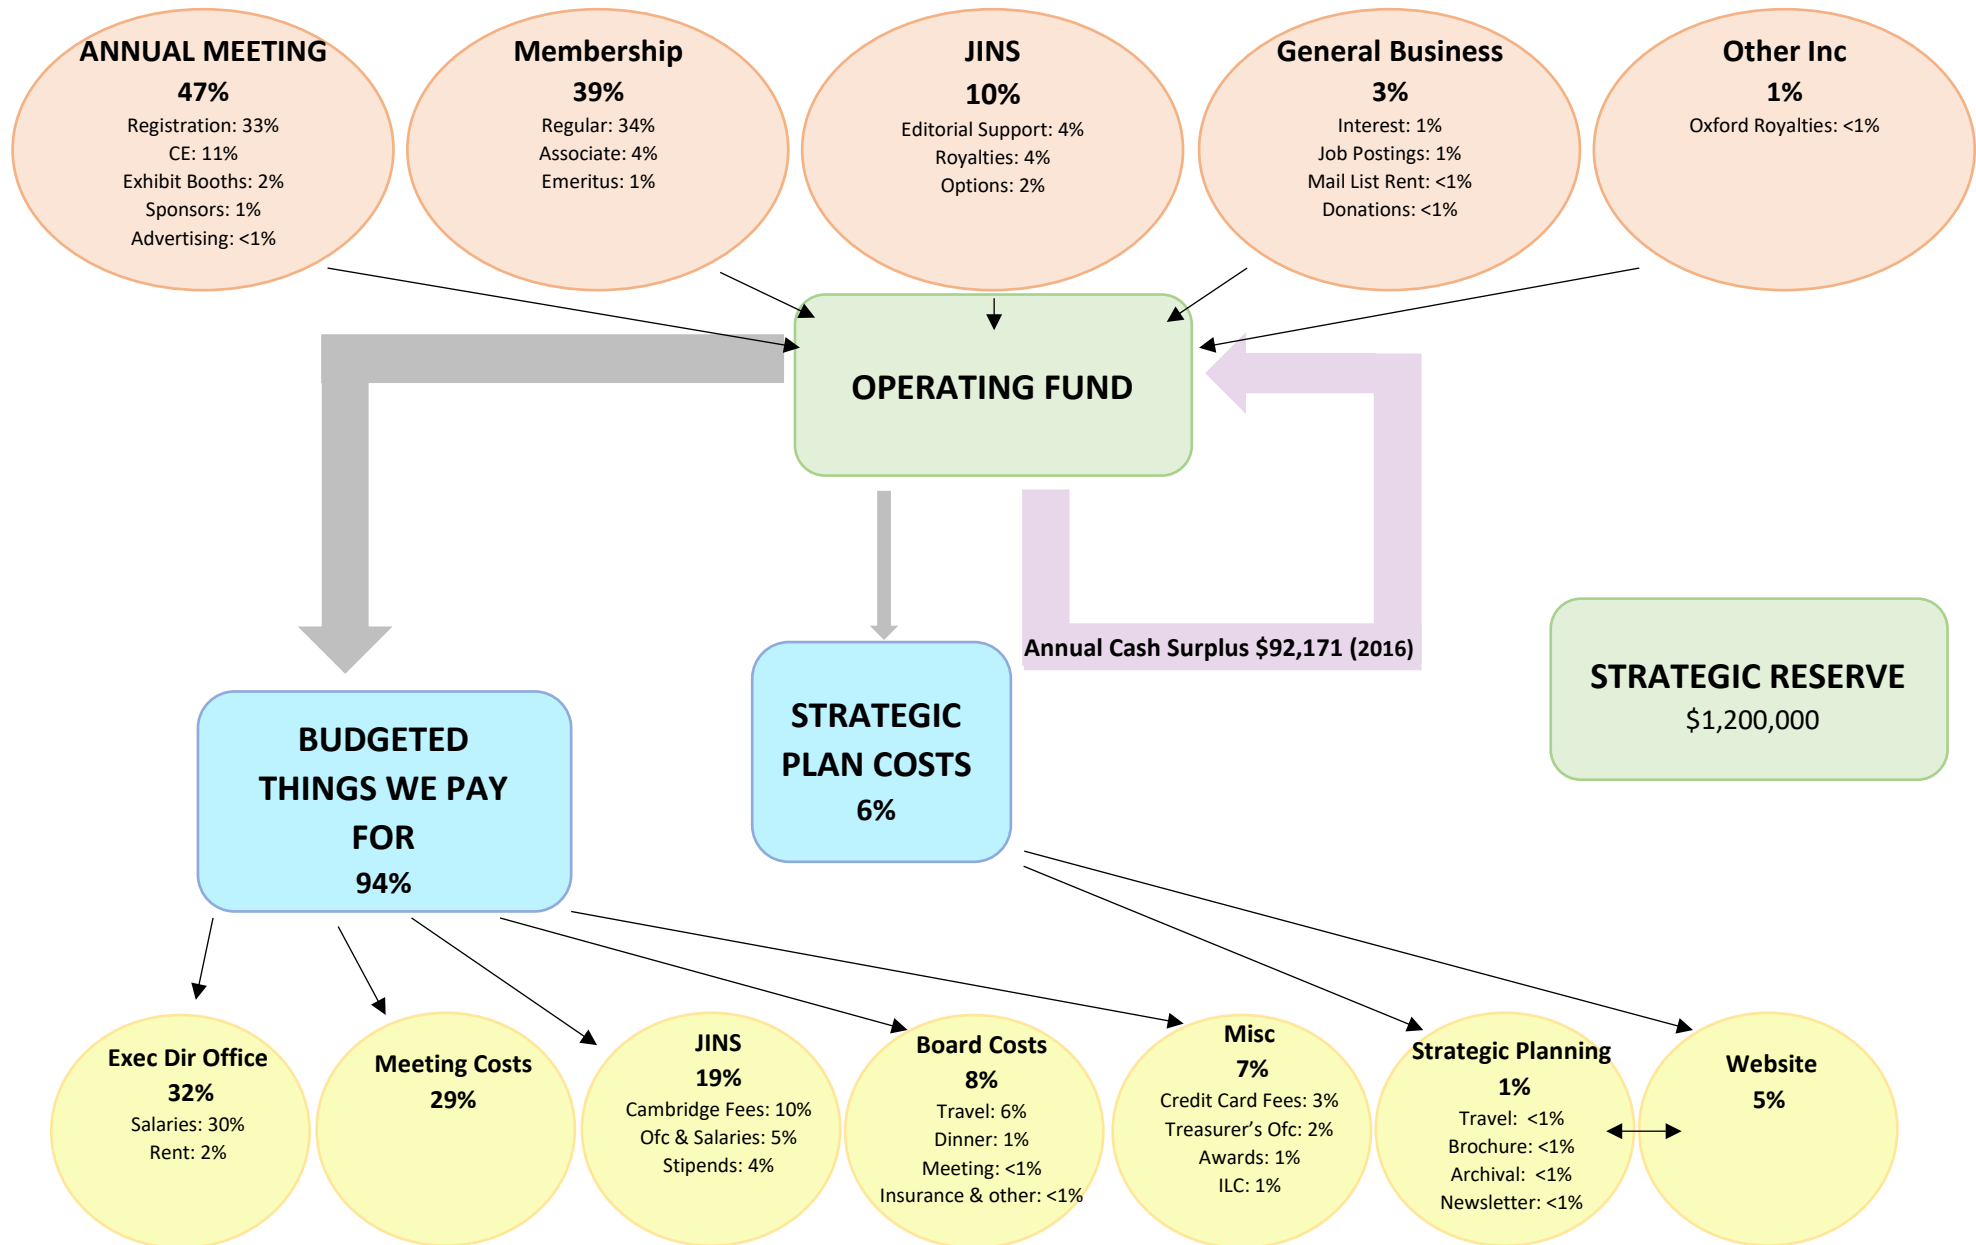 ANNUAL MEETING
47%
Registration: 33%
CE: 11%
Exhibit Booths: 2%
Sponsors: 1%
Advertising: <1%
Membership
39%
Regular: 34%
Associate: 4%
Emeritus: 1%
JINS
10%
Editorial Support: 4%
Royalties: 4%
Options: 2%
General Business
3%
Interest: 1%
Job Postings: 1%
Mail List Rent: <1%
Donations: <1%
Other Inc
1%
Oxford Royalties: <1%
OPERATING FUND
Annual Cash Surplus $92,171 (2016)
STRATEGIC RESERVE
$1,200,000
BUDGETED
THINGS WE PAY
FOR
94%
STRATEGIC
PLAN COSTS
6%
Exec Dir Office
32%
Salaries: 30%
Rent: 2%
Meeting Costs
29%
JINS
19%
Cambridge Fees: 10%
Ofc & Salaries: 5%
Stipends: 4%
Board Costs
8%
Travel: 6%
Dinner: 1%
Meeting: <1%
Insurance & other: <1%
Misc
7%
Credit Card Fees: 3%
Treasurer’s Ofc: 2%
Awards: 1%
ILC: 1%
Strategic Planning
1%
Travel:  <1%
Brochure: <1%
Archival:  <1%
Newsletter: <1%
Website
5%